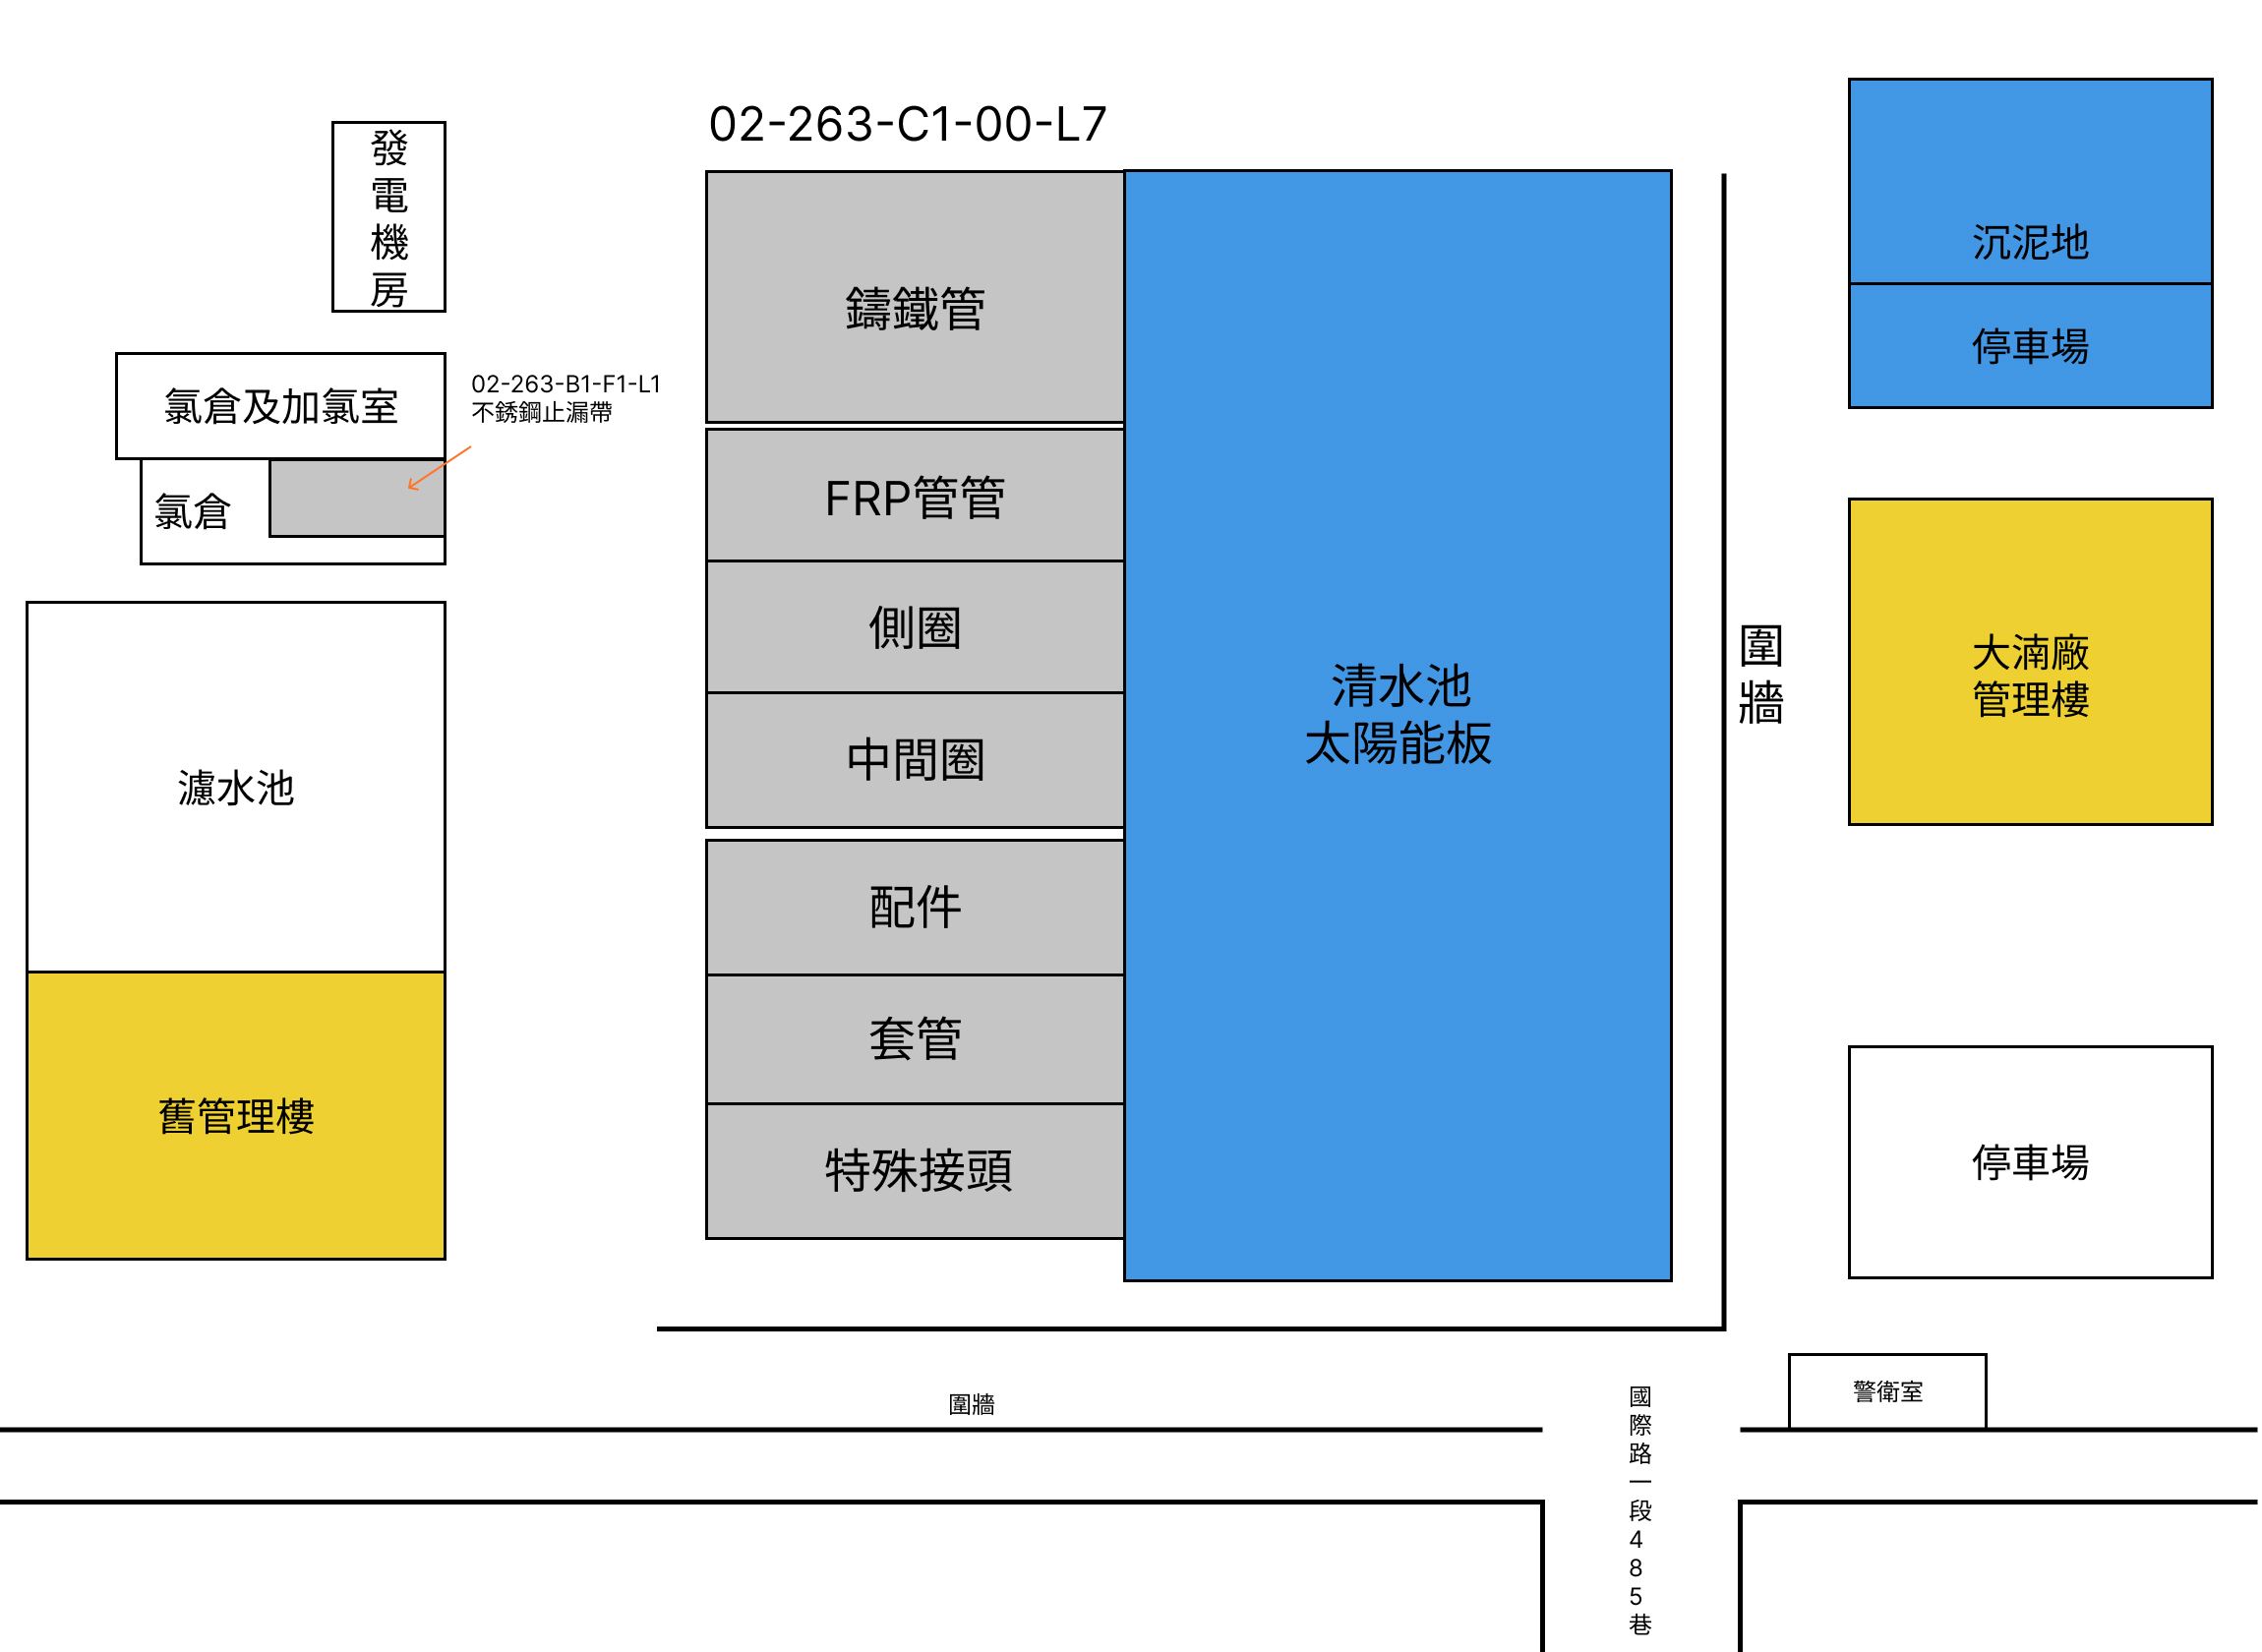 02-263-C1-00-L7
發
電
機
房
氯倉及加氯室
02-263-B1-F1-L1
不銹鋼止漏帶
氯倉
濾水池
舊管理樓
鑄鐵管
FRP管管
側圈
中間圈
配件
套管
特殊接頭
清水池
太陽能板
圍
牆
沉泥地
停車場
大湳廠
管理樓
停車場
警衛室
圍牆
國
際
路
一
段
4
8
5
巷